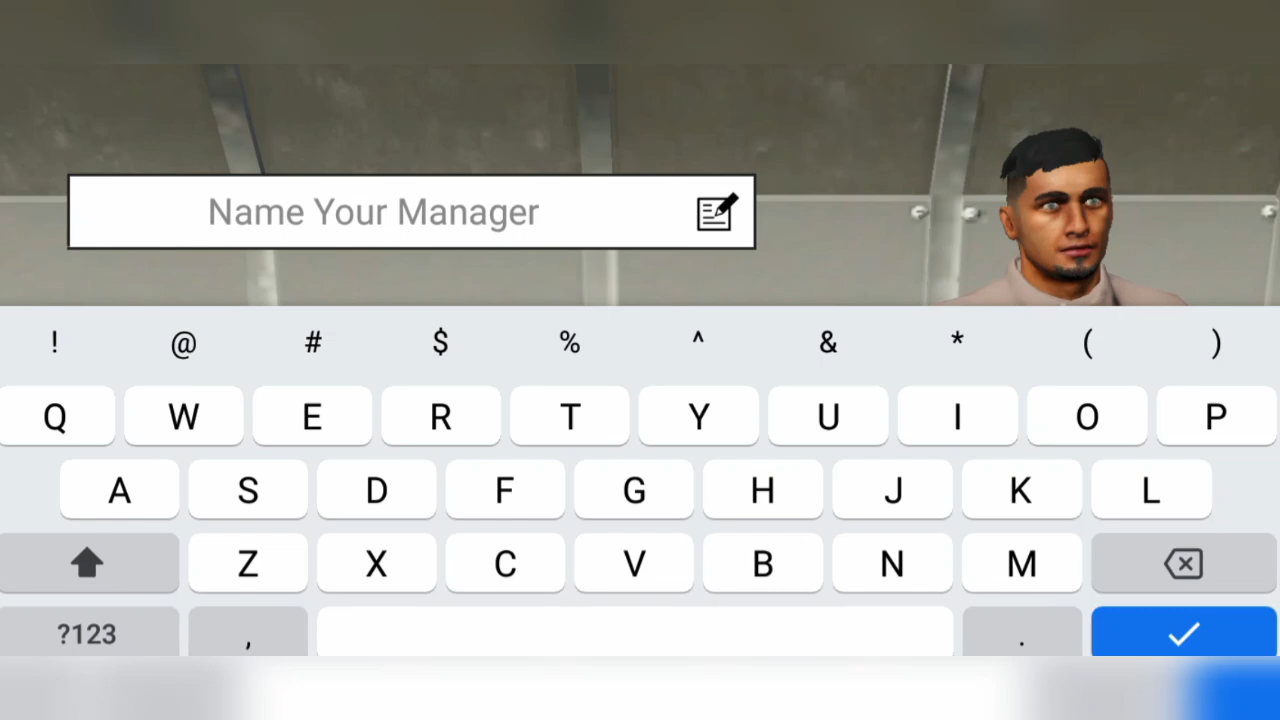 Name Your Manager
! @ # $ % ^ & * ( )
Q W E R T Y U I O P
A S D F G H J K L
Z X C V B N M
?123 , .